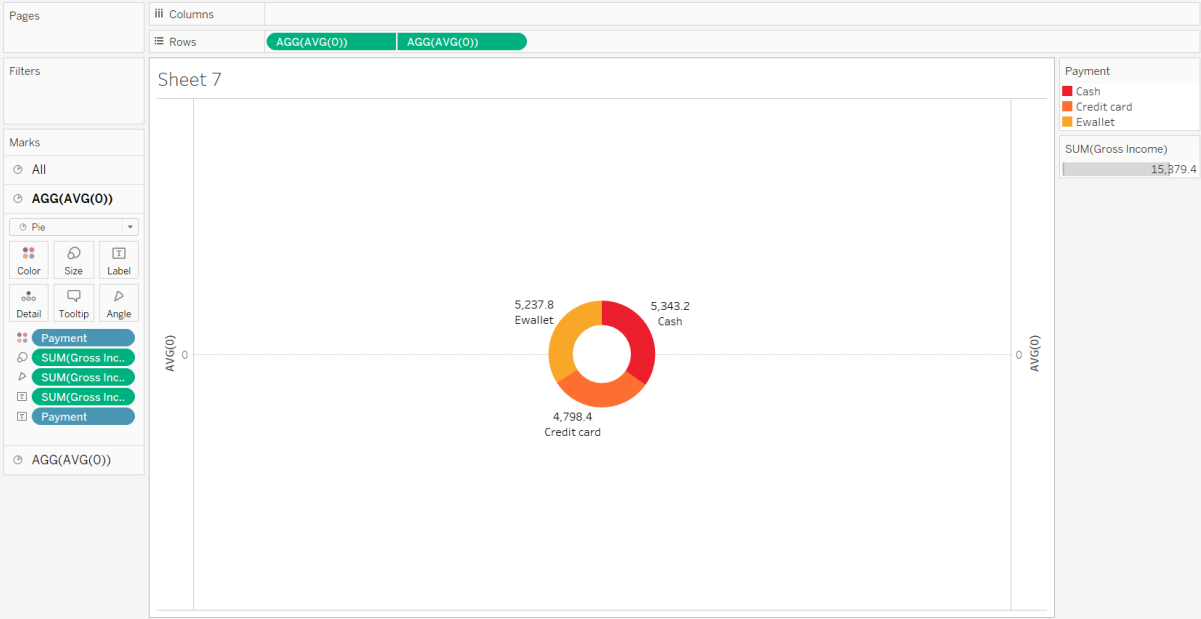 Pages
Columns
Rows
AGG(AVG(0)) AGG(AVG(0))
Filters
Marks
All
AGG(AVG(0))
Pie
Color Size Label
Detail Tooltip Angle
Payment
SUM(Gross Inc..
SUM(Gross Inc..
SUM(Gross Inc..
Payment
AGG(AVG(0))
Sheet 7
AVG(0)
0
5,237.8
Ewallet
5,343.2
Cash
4,798.4
Credit card
0
AVG(0)
Payment
Cash
Credit card
Ewallet
SUM(Gross Income)
15,379.4